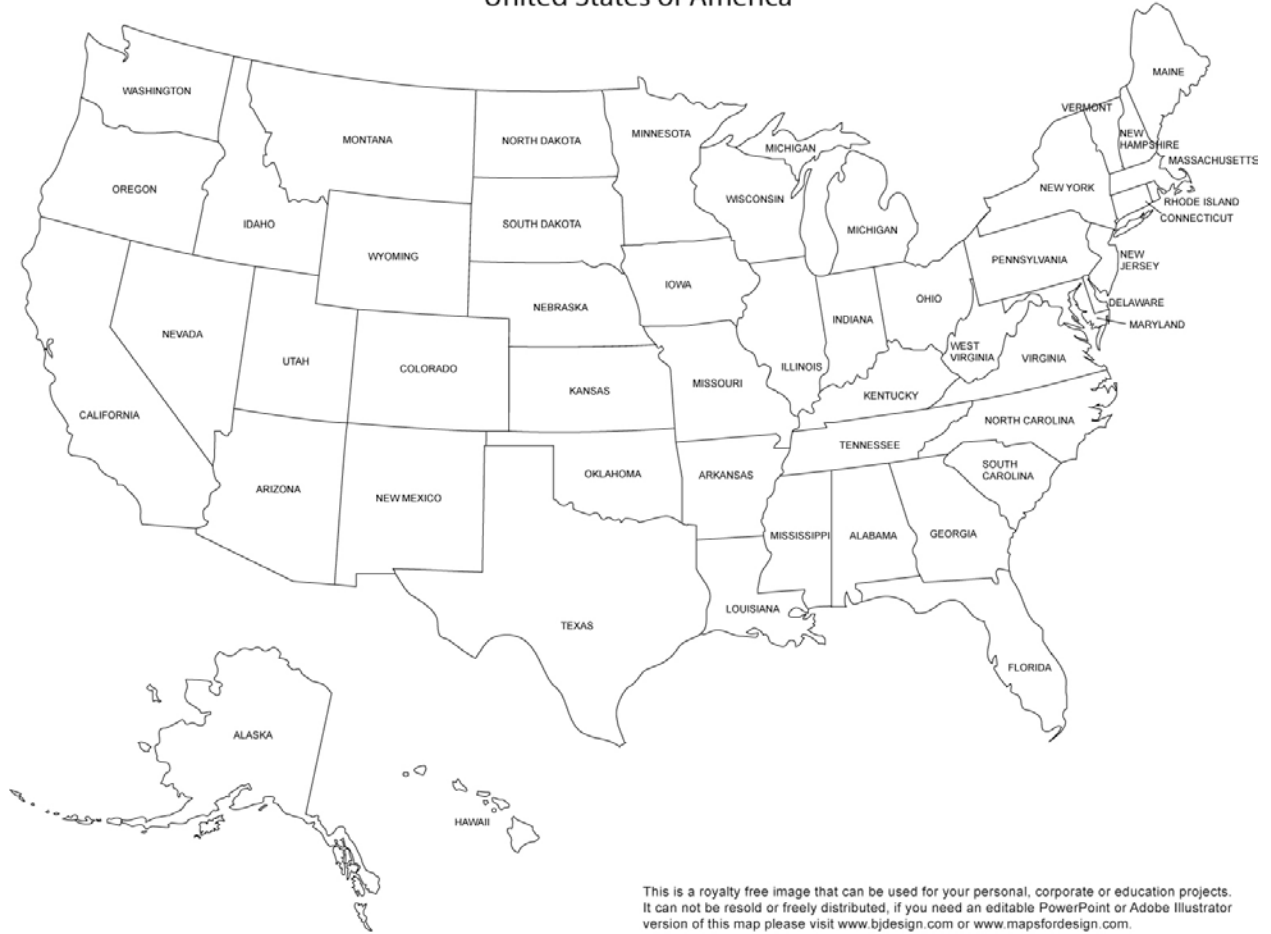 United States of America
MAINE
WASHINGTON
VERMONT
MONTANA
NORTH DAKOTA
MINNESOTA
NEW
HAMPSHIRE
MICHIGAN
MASSACHUSETTS
OREGON
NEW YORK
WISCONSIN
RHODE ISLAND
CONNECTICUT
IDAHO
SOUTH DAKOTA
MICHIGAN
WYOMING
PENNSYLVANIA
NEW
JERSEY
IOWA
OHIO
DELAWARE
NEBRASKA
INDIANA
MARYLAND
NEVADA
WEST
VIRGINIA
VIRGINIA
UTAH
COLORADO
ILLINOIS
KANSAS
MISSOURI
KENTUCKY
CALIFORNIA
NORTH CAROLINA
TENNESSEE
SOUTH
CAROLINA
OKLAHOMA
ARKANSAS
ARIZONA
NEW MEXICO
MISSISSIPPI
ALABAMA
GEORGIA
LOUISIANA
TEXAS
FLORIDA
ALASKA
HAWAII
This is a royalty free image that can be used for your personal, corporate or education projects.
It can not be resold or freely distributed, if you need an editable PowerPoint or Adobe Illustrator
version of this map please visit www.bjdesign.com or www.mapsfordesign.com.